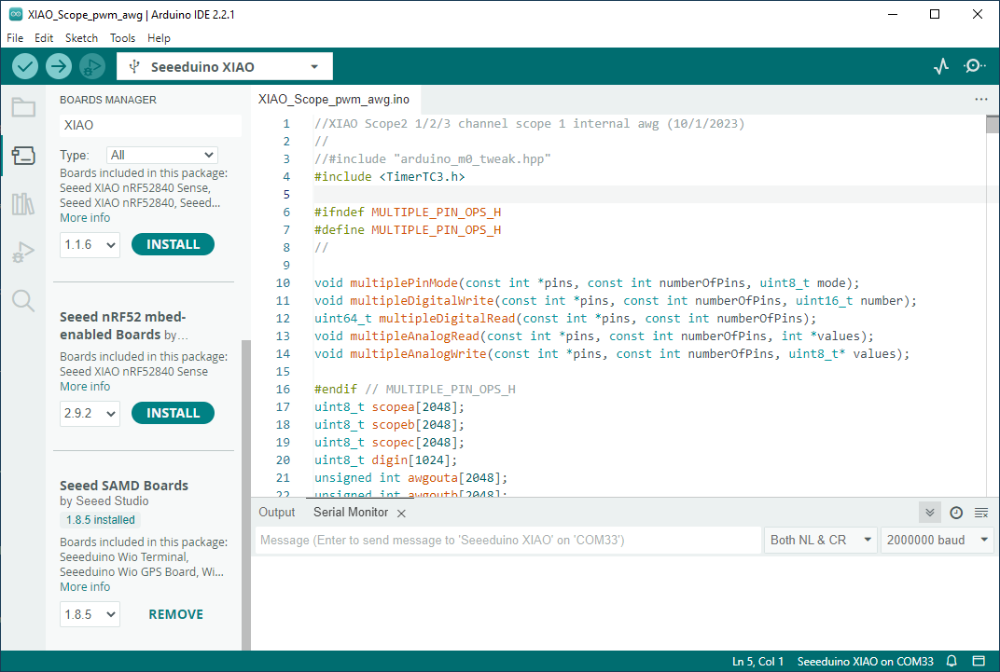 XIAO_Scope_pwm_awg | Arduino IDE 2.2.1
File Edit Sketch Tools Help
Seeeduino XIAO
BOARDS MANAGER
XIAO
Type: All
Boards included in this package:
Seeed XIAO nRF52840 Sense,
Seeed XIAO nRF52840, Seeed...
More info
1.1.6 INSTALL
Seeed nRF52 mbed-
enabled Boards by...
Boards included in this package:
Seeed XIAO nRF52840 Sense
More info
2.9.2 INSTALL
Seeed SAMD Boards
by Seeed Studio
1.8.5 installed
Boards included in this package:
Seeeduino Wio Terminal,
Seeeduino Wio GPS Board, Wi...
More info
1.8.5 REMOVE
XIAO_Scope_pwm_awg.ino
1 //XIAO Scope2 1/2/3 channel scope 1 internal awg (10/1/2023)
2 //
3 //#include "arduino_m0_tweak.hpp"
4 #include <TimerTC3.h>
5
6 #ifndef MULTIPLE_PIN_OPS_H
7 #define MULTIPLE_PIN_OPS_H
8 //
9
10 void multiplePinMode(const int *pins, const int numberOfPins, uint8_t mode);
11 void multipleDigitalWrite(const int *pins, const int numberOfPins, uint16_t number);
12 uint64_t multipleDigitalRead(const int *pins, const int numberOfPins);
13 void multipleAnalogRead(const int *pins, const int numberOfPins, int *values);
14 void multipleAnalogWrite(const int *pins, const int numberOfPins, uint8_t* values);
15
16 #endif // MULTIPLE_PIN_OPS_H
17 uint8_t scopea[2048];
18 uint8_t scopeb[2048];
19 uint8_t scopec[2048];
20 uint8_t digin[1024];
21 unsigned int awgouta[2048];
22 unsigned int awgoutb[2048];
Output Serial Monitor
Message (Enter to send message to 'Seeeduino XIAO' on 'COM33')
Both NL & CR
2000000 baud
Ln 5, Col 1 Seeeduino XIAO on COM33